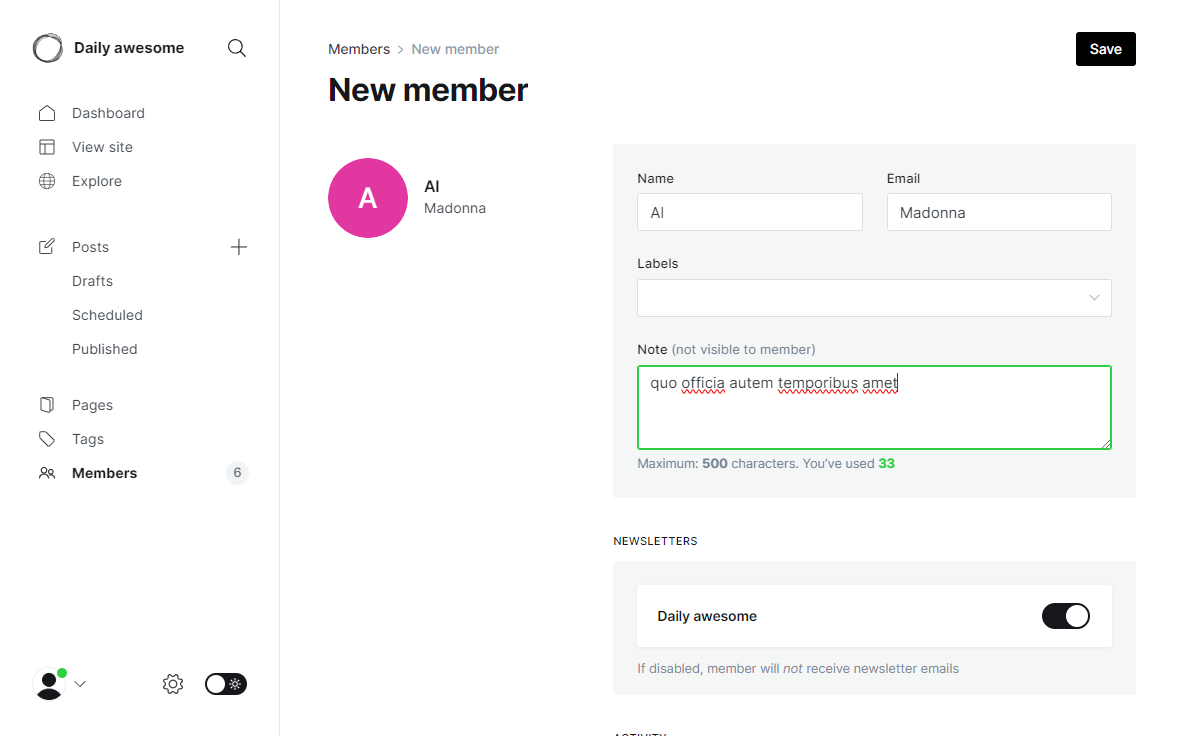 Daily awesome
Dashboard
View site
Explore
Posts
Drafts
Scheduled
Published
Pages
Tags
Members 6
Members > New member
Save
New member
A
Al
Madonna
Name
Email
Al
Madonna
Labels
Note (not visible to member)
quo officia autem temporibus amet
Maximum: 500 characters. You've used 33
NEWSLETTERS
Daily awesome
If disabled, member will not receive newsletter emails
ACTIVITY